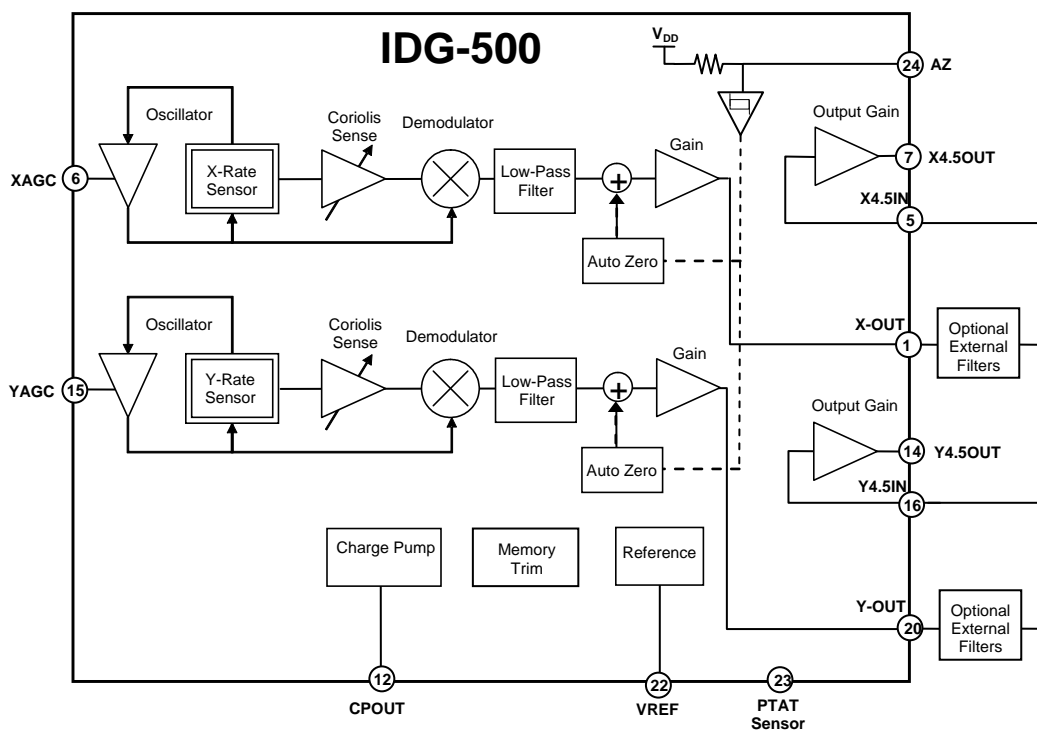 IDG-500
VDD
24
AZ
Oscillator
Coriolis
Sense
Demodulator
Gain
Output Gain
XAGC
6
X-Rate
Sensor
Low-Pass
Filter
+
7
X4.5OUT
X4.5IN
5
Auto Zero
Oscillator
Coriolis
Sense
Demodulator
Gain
X-OUT
1
Optional
External
Filters
YAGC
15
Y-Rate
Sensor
Low-Pass
Filter
+
Output Gain
14
Y4.5OUT
Y4.5IN
16
Auto Zero
Charge Pump
Memory
Trim
Reference
Y-OUT
20
Optional
External
Filters
12
CPOUT
22
VREF
23
PTAT
Sensor